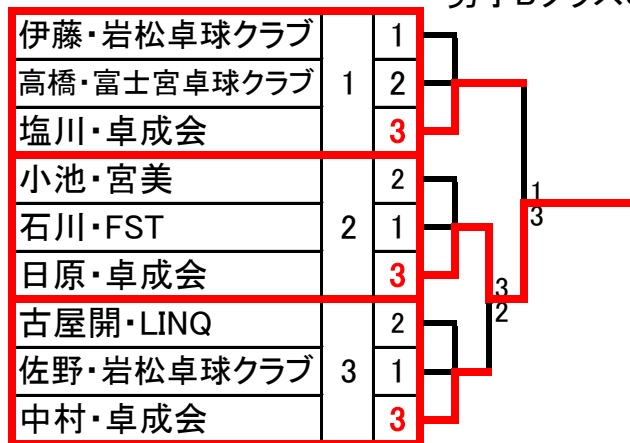 伊藤・岩松卓球クラブ 1
高橋・富士宮卓球クラブ 1 2
塩川・卓成会 3
小池・宮美 2
石川・FST 2 1
日原・卓成会 3
古屋開・LINQ 2
佐野・岩松卓球クラブ 3 1
中村・卓成会 3
1
3
3
2